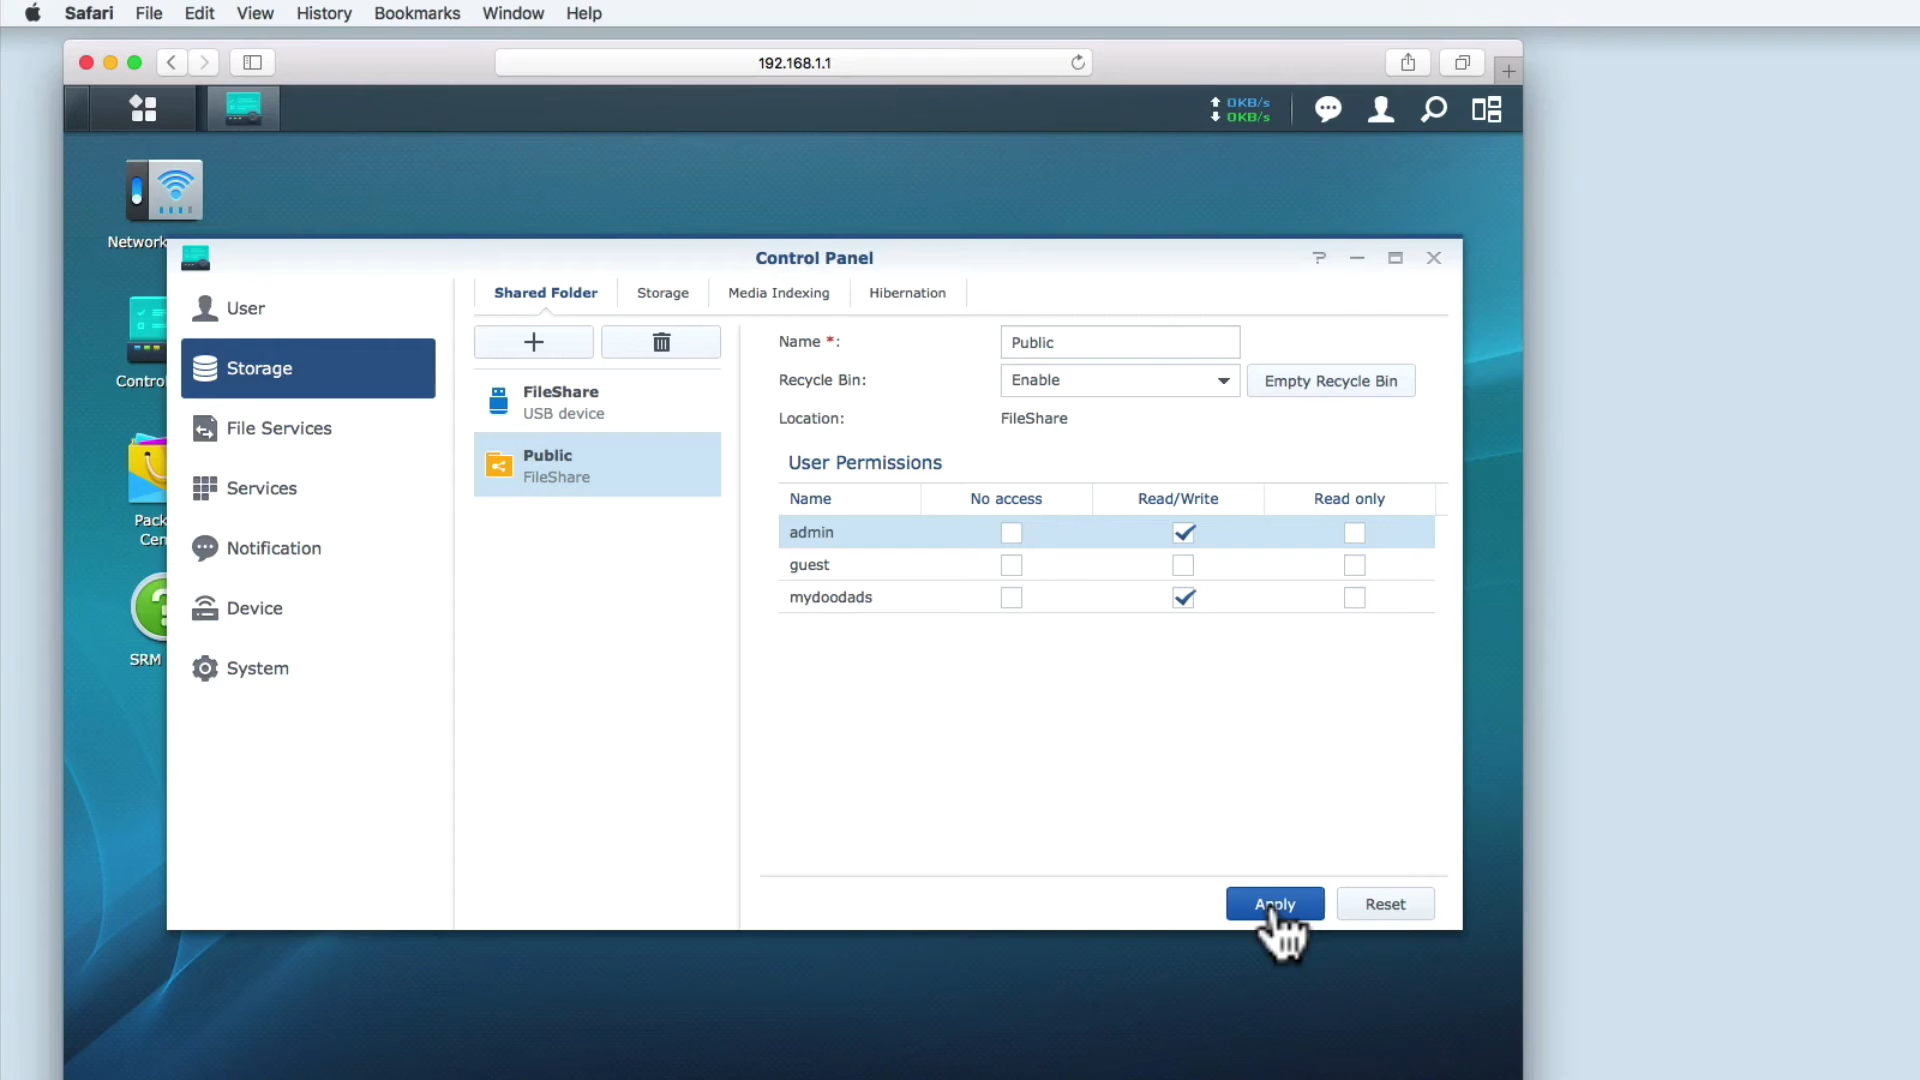 Safari File Edit View History Bookmarks Window Help
192.168.1.1
0KB/s
0KB/s
Network
Control Panel
User
Shared Folder Storage Media Indexing Hibernation
Name *: Public
Storage
Recycle Bin: Enable Empty Recycle Bin
Control
FileShare
USB device
Location: FileShare
File Services
Public
FileShare
User Permissions
Services
Name No access Read/Write Read only
Pack
Cen
admin
Notification
guest
Device
mydoodads
SRM
System
Apply Reset